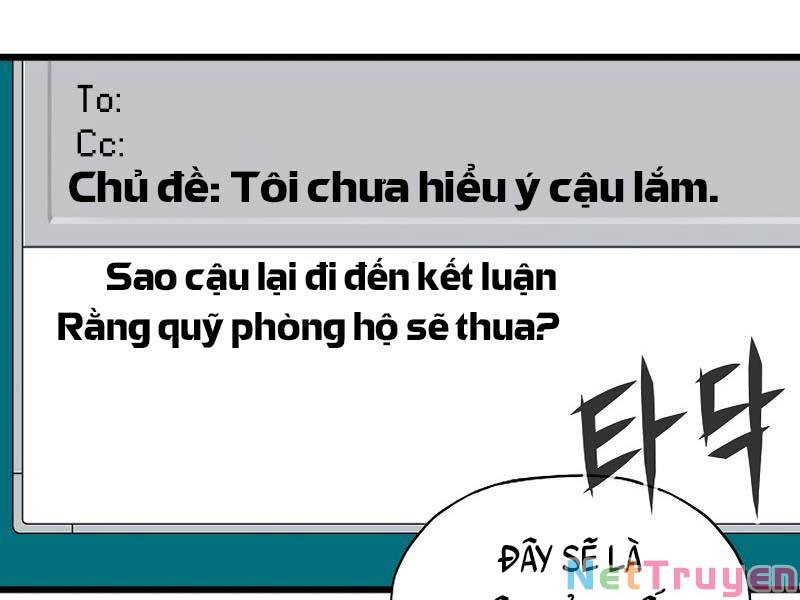 To:
Cc:
Chủ đề: Tôi chưa hiểu ý cậu lắm.
Sao cậu lại đi đến kết luận
Rằng quỹ phòng hộ sẽ thua?
타닥
ĐÂY SẼ LÀ
NetTruyen